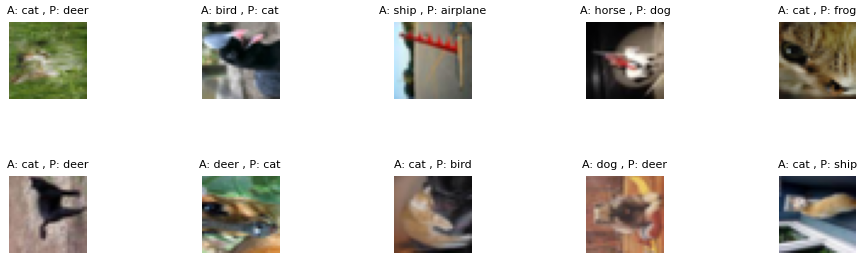 A: cat , P: deer
A: bird , P: cat
A: ship , P: airplane
A: horse , P: dog
A: cat , P: frog
A: cat , P: deer
A: deer , P: cat
A: cat , P: bird
A: dog , P: deer
A: cat , P: ship